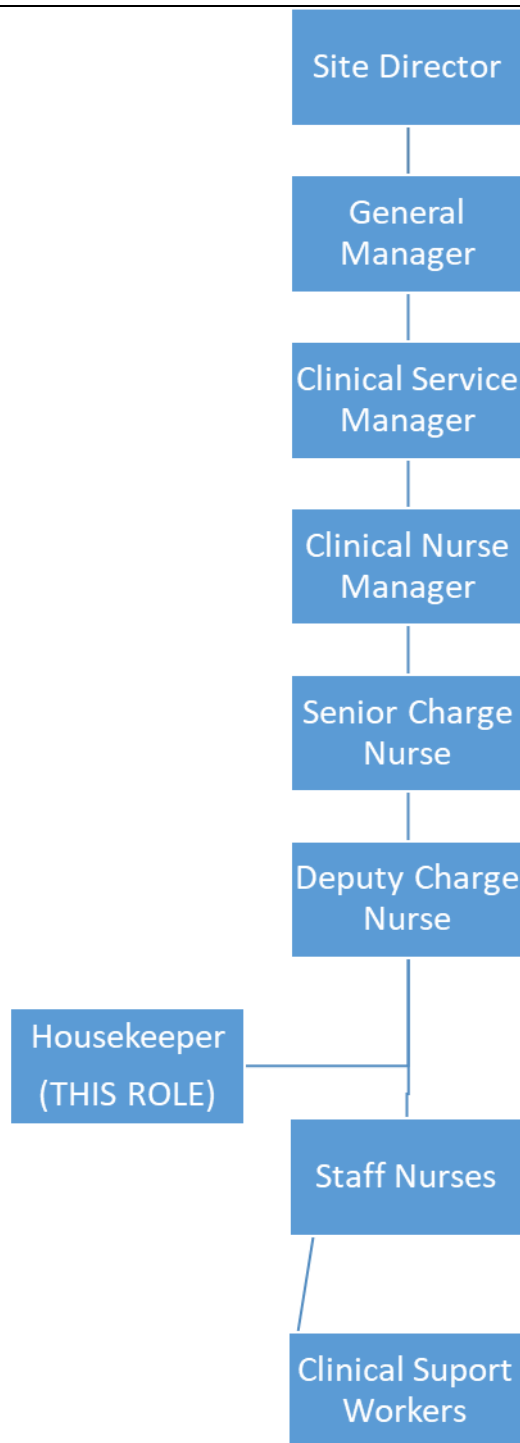 Site Director
General
Manager
Clinical Service
Manager
Clinical Nurse
Manager
Senior Charge
Nurse
Deputy Charge
Nurse
Housekeeper
(THIS ROLE)
Staff Nurses
Clinical Suport
Workers